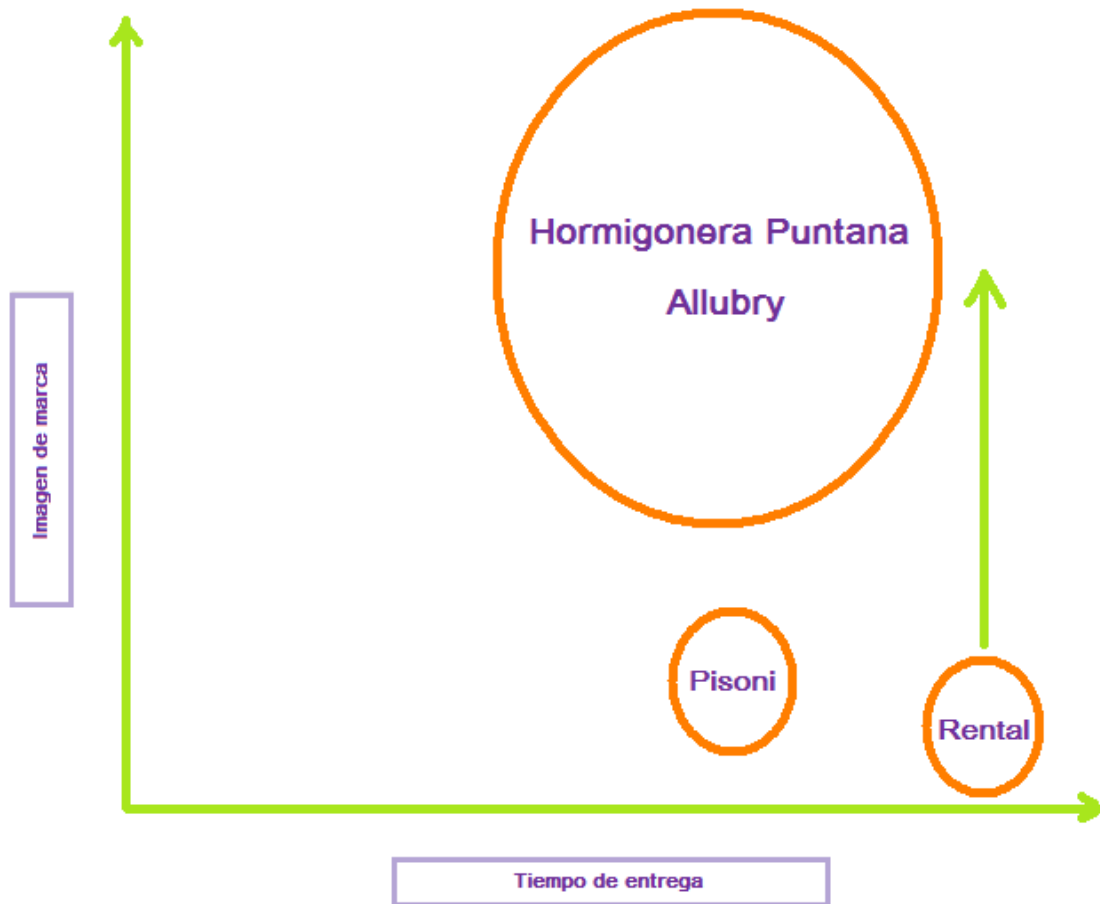 Hormigonera Puntana
Allubry
Imagen de marca
Pisoni
Rental
Tiempo de entrega